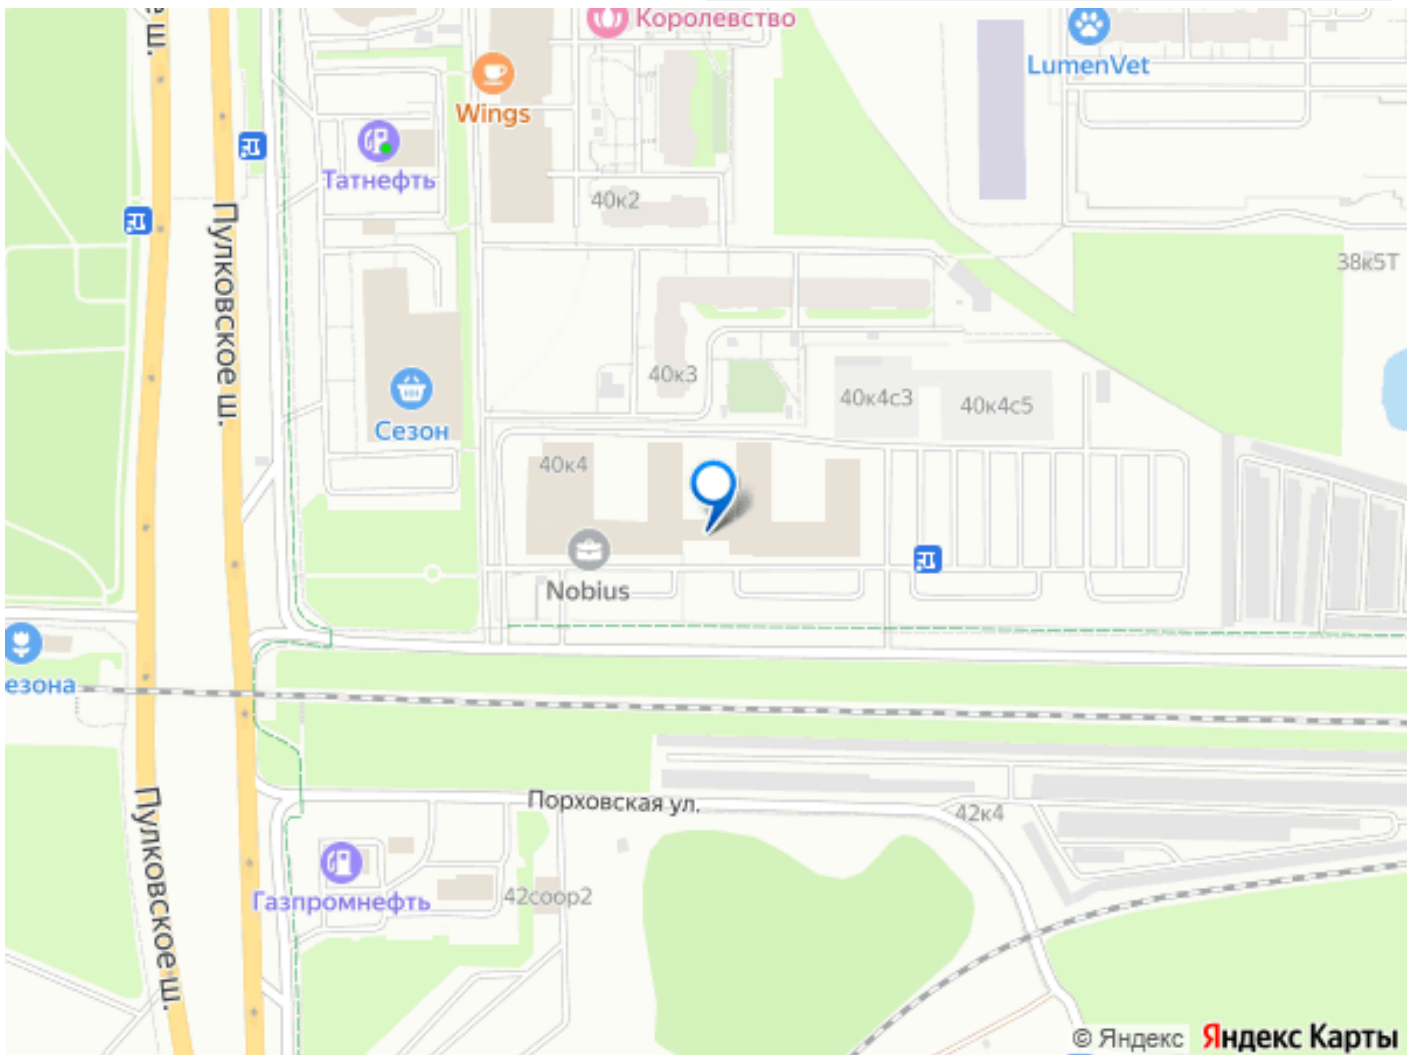 Королевство
е ш.
LumenVet
Wings
Татнефть
40к2
Пулковское ш.
38к5Т
40к3
40к4с3
40к4с5
Сезон
40к4
Nobius
езона
Порховская ул.
42к4
Пулковское ш.
Газпромнефть
42соор2
© Яндекс Яндекс Карты